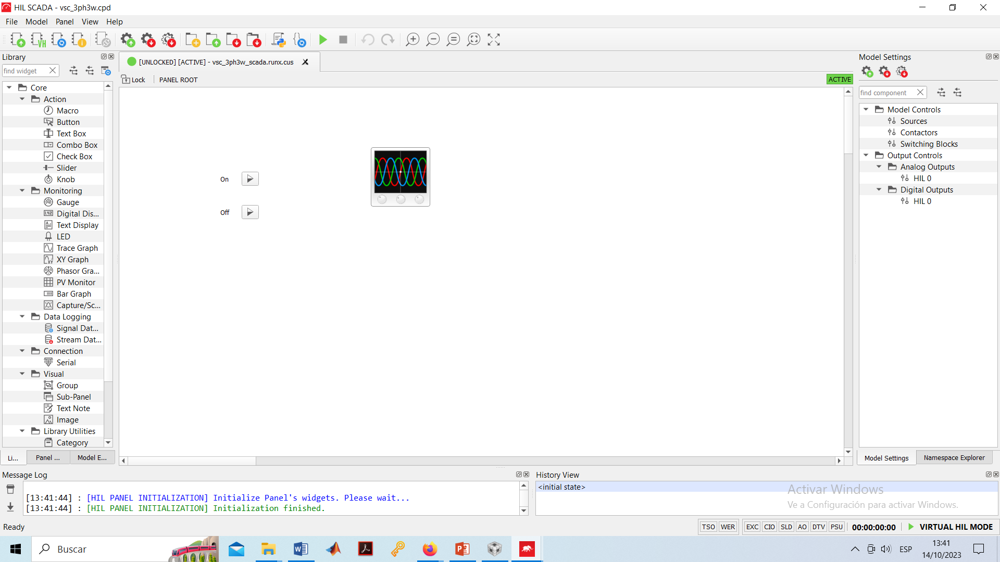 HIL SCADA - vsc_3ph3w.cpd
File Model Panel View Help
Library
find widget
Core
Action
Macro
Button
Text Box
Combo Box
Check Box
Slider
Knob
Monitoring
Gauge
Digital Dis...
Text Display
LED
Trace Graph
XY Graph
Phasor Gra...
PV Monitor
Bar Graph
Capture/Sc...
Data Logging
Signal Dat...
Stream Dat...
Connection
Serial
Visual
Group
Sub-Panel
Text Note
Image
Library Utilities
Category
Li... Panel ... Model E...
[UNLOCKED] [ACTIVE] - vsc_3ph3w_scada.runx.cus
Lock PANEL ROOT ACTIVE
On
Off
Model Settings
find component
Model Controls
Sources
Contactors
Switching Blocks
Output Controls
Analog Outputs
HIL 0
Digital Outputs
HIL 0
Model Settings Namespace Explorer
Message Log
[13:41:44] : [HIL PANEL INITIALIZATION] Initialize Panel's widgets. Please wait...
[13:41:44] : [HIL PANEL INITIALIZATION] Initialization finished.
History View
<initial state>
Activar Windows
Ve a Configuración para activar Windows.
Ready TSO WER EXC CIO SLD AO DTV PSU 00:00:00:00 VIRTUAL HIL MODE
Buscar
ESP
13:41
14/10/2023